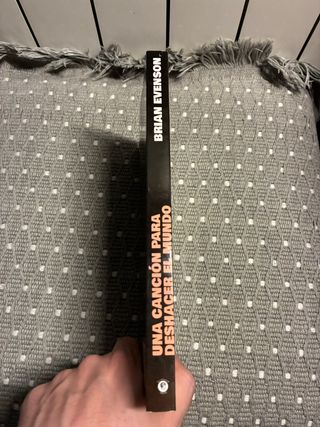 BRIAN EVENSON
UNA CANCIÓN PARA
DESHACER EL MUNDO